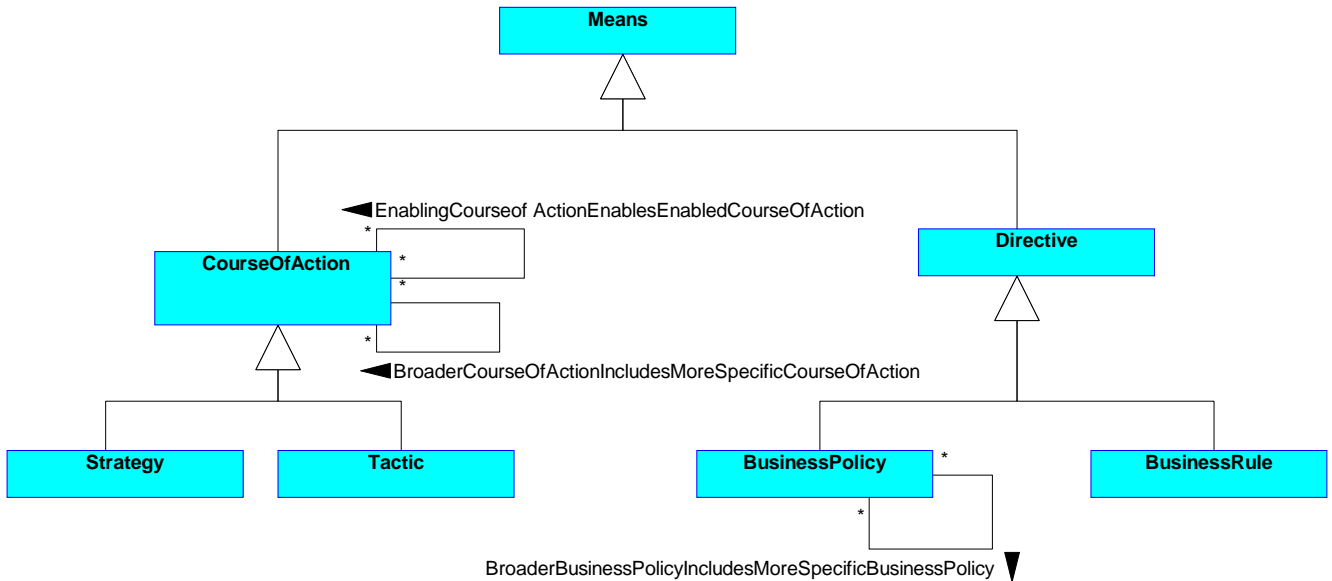 Means
EnablingCourseof ActionEnablesEnabledCourseOfAction
*
Directive
CourseOfAction
*
*
*
BroaderCourseOfActionIncludesMoreSpecificCourseOfAction
Strategy
Tactic
BusinessPolicy
*
BusinessRule
*
BroaderBusinessPolicyIncludesMoreSpecificBusinessPolicy